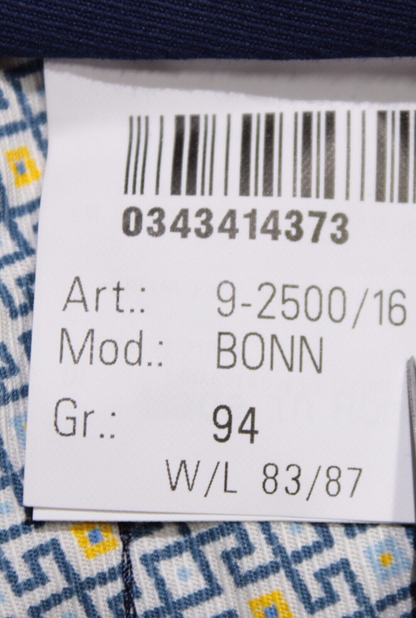 0343414373
Art.: 9-2500/16
Mod.: BONN
Gr.: 94
W/L 83/87